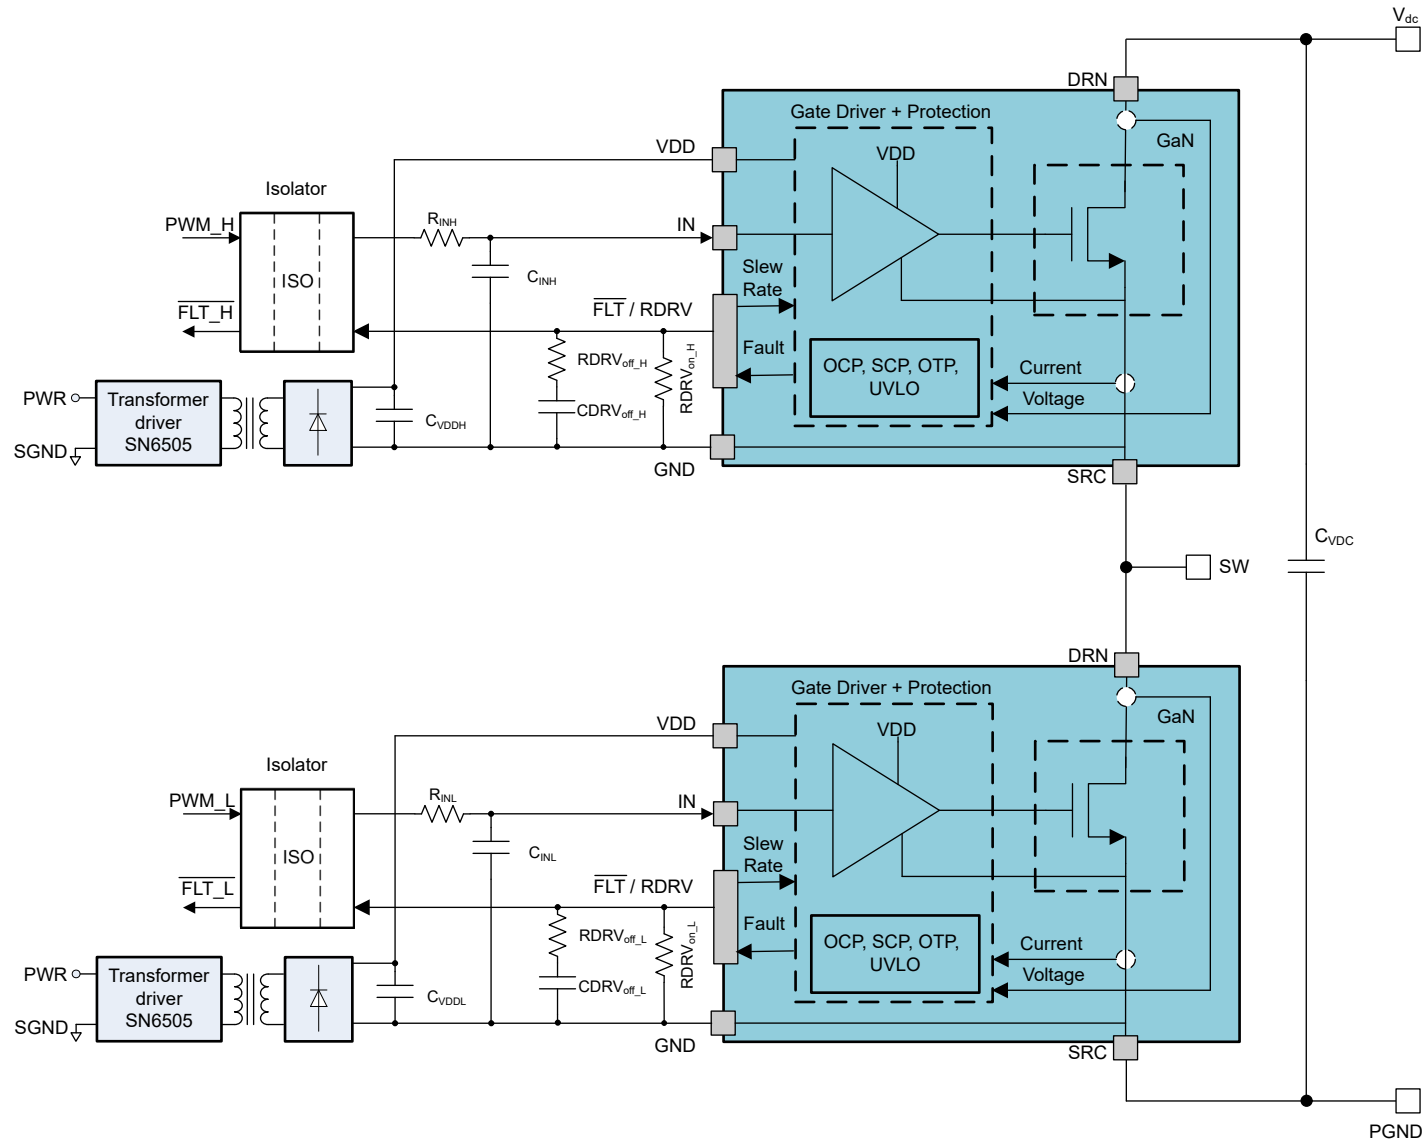 Vdc
DRN
Gate Driver + Protection
GaN
VDD
VDD
Isolator
PWM_H
RINH
IN
ISO
CINH
Slew
Rate
FLT_H
FLT / RDRV
Fault
RDRVoff_H
RDRVon_H
OCP, SCP, OTP,
UVLO
Current
Voltage
PWR
Transformer
driver
SN6505
CDRVoff_H
CVDDH
SGND
GND
SRC
CVDC
SW
DRN
Gate Driver + Protection
GaN
VDD
VDD
Isolator
PWM_L
RINL
IN
ISO
CINL
Slew
Rate
FLT_L
FLT / RDRV
Fault
RDRVoff_L
RDRVon_L
OCP, SCP, OTP,
UVLO
Current
Voltage
PWR
Transformer
driver
SN6505
CDRVoff_L
CVDDL
SGND
GND
SRC
PGND